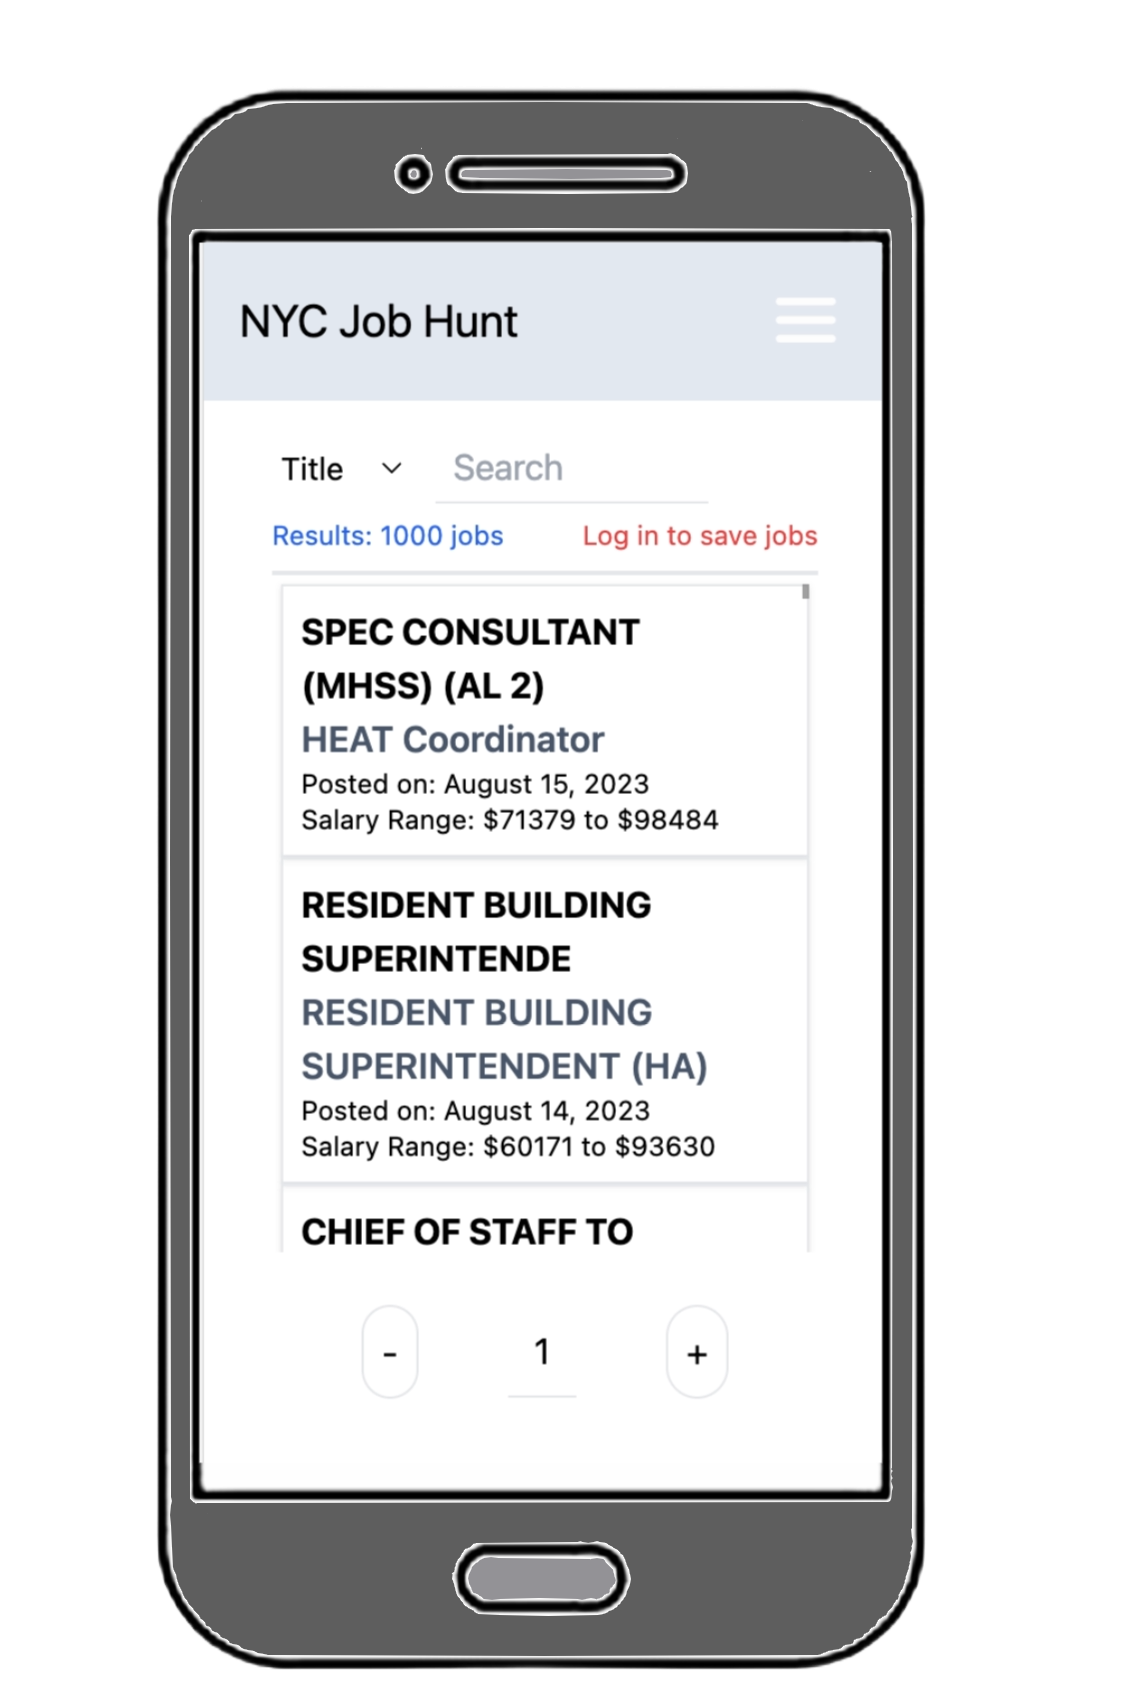 NYC Job Hunt
Title Search
Results: 1000 jobs Log in to save jobs
SPEC CONSULTANT
(MHSS) (AL 2)
HEAT Coordinator
Posted on: August 15, 2023
Salary Range: $71379 to $98484
RESIDENT BUILDING
SUPERINTENDE
RESIDENT BUILDING
SUPERINTENDENT (HA)
Posted on: August 14, 2023
Salary Range: $60171 to $93630
CHIEF OF STAFF TO
- 1 +